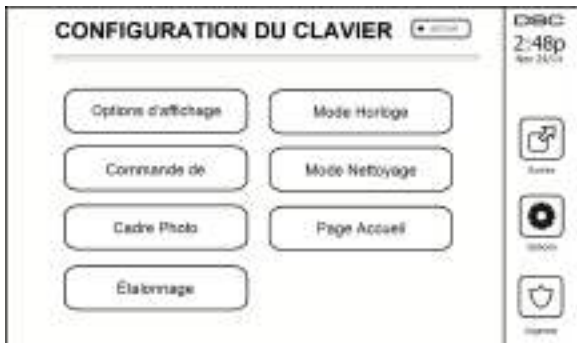 CONFIGURATION DU CLAVIER
DSC
2:48p
Options d'affichage
Mode Horloge
Commande de
Mode Nettoyage
Cadre Photo
Page Accueil
Étalonnage
Options